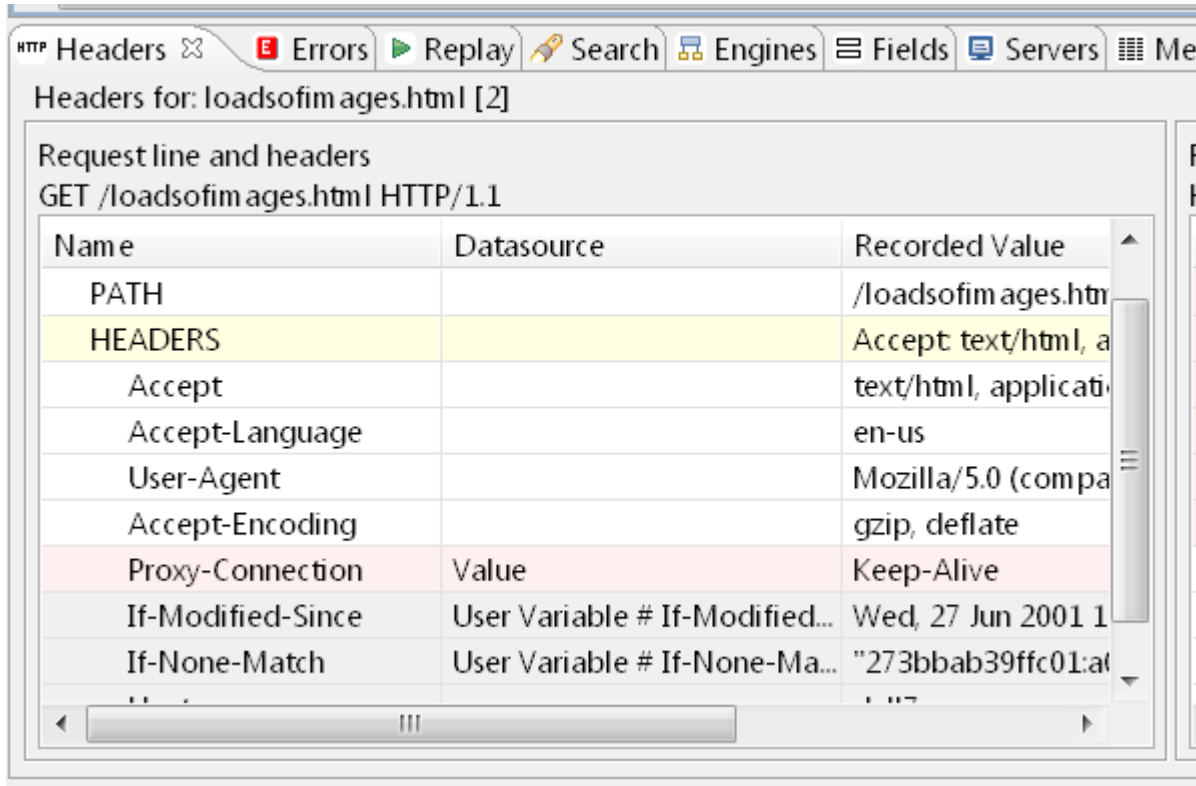 HTTP Headers Errors Replay Search Engines Fields Servers Me
Headers for: loadsofimages.html [2]
Request line and headers
GET /loadsofimages.html HTTP/1.1
Name Datasource Recorded Value
PATH /loadsofimages.htm
HEADERS Accept: text/html, a
Accept text/html, applicati
Accept-Language en-us
User-Agent Mozilla/5.0 (compa
Accept-Encoding gzip, deflate
Proxy-Connection Value Keep-Alive
If-Modified-Since User Variable # If-Modified... Wed, 27 Jun 2001 1
If-None-Match User Variable # If-None-Ma... "273bbab39ffc01:a